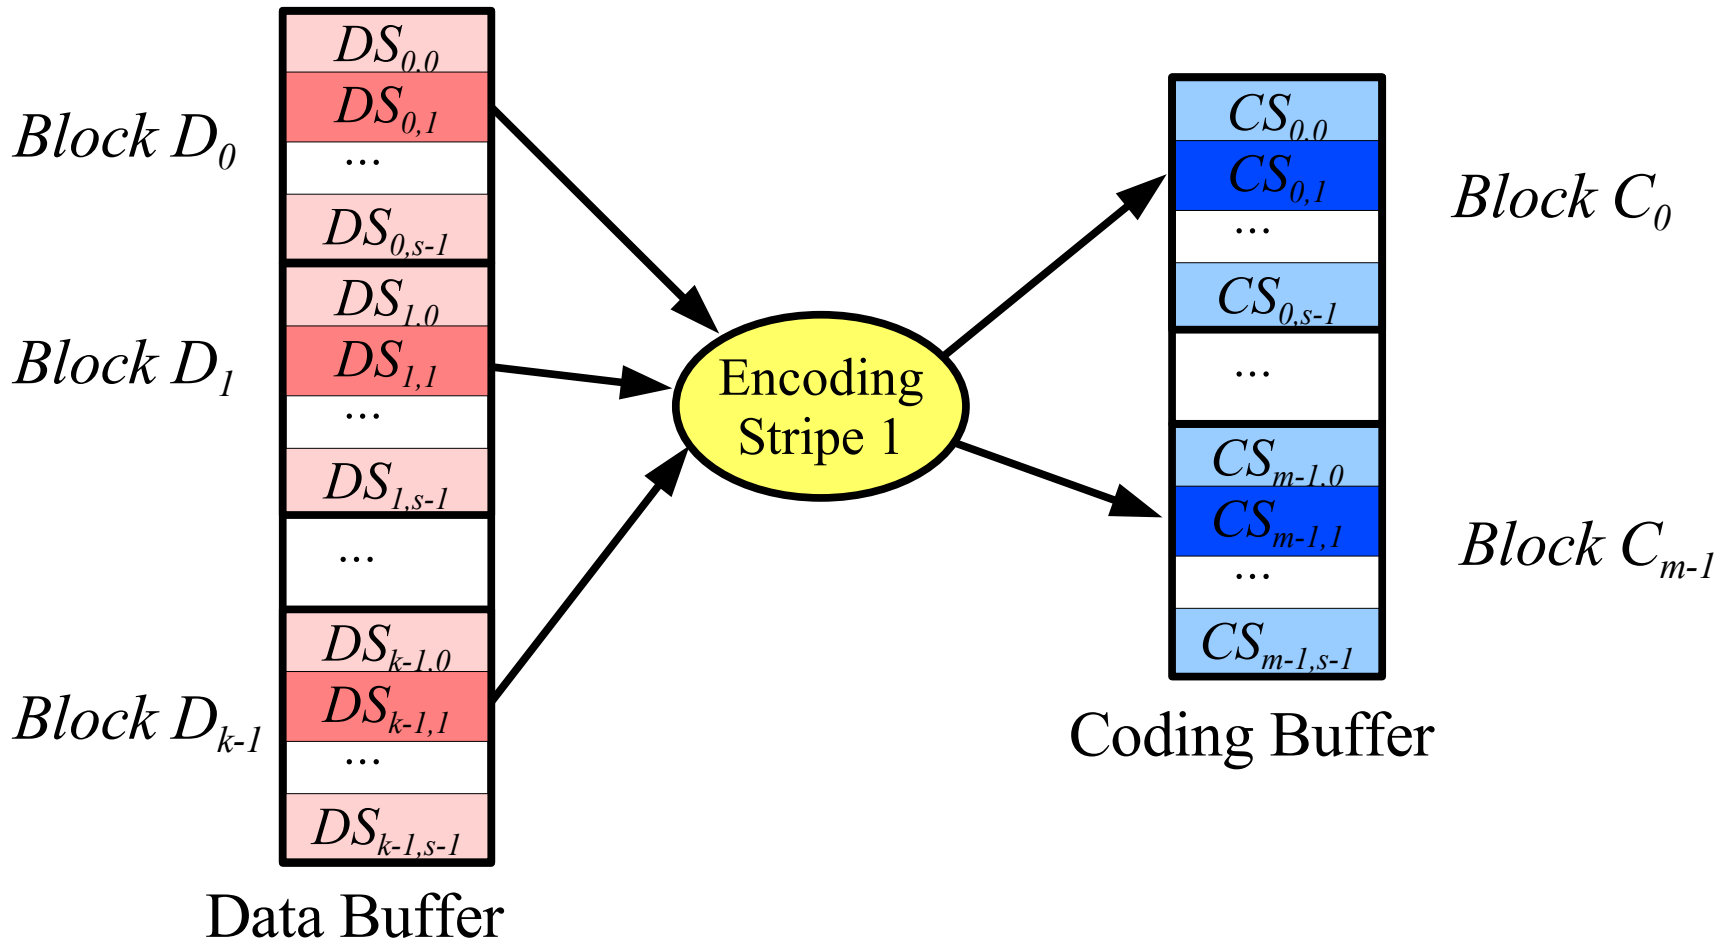 Block D0
DS0,0
DS0,1
...
DS0,s-1
Block D1
DS1,0
DS1,1
...
DS1,s-1
...
Block Dk-1
DSk-1,0
DSk-1,1
...
DSk-1,s-1
Data Buffer
Encoding
Stripe 1
CS0,0
CS0,1
...
CS0,s-1
Block C0
...
CSm-1,0
CSm-1,1
...
CSm-1,s-1
Block Cm-1
Coding Buffer